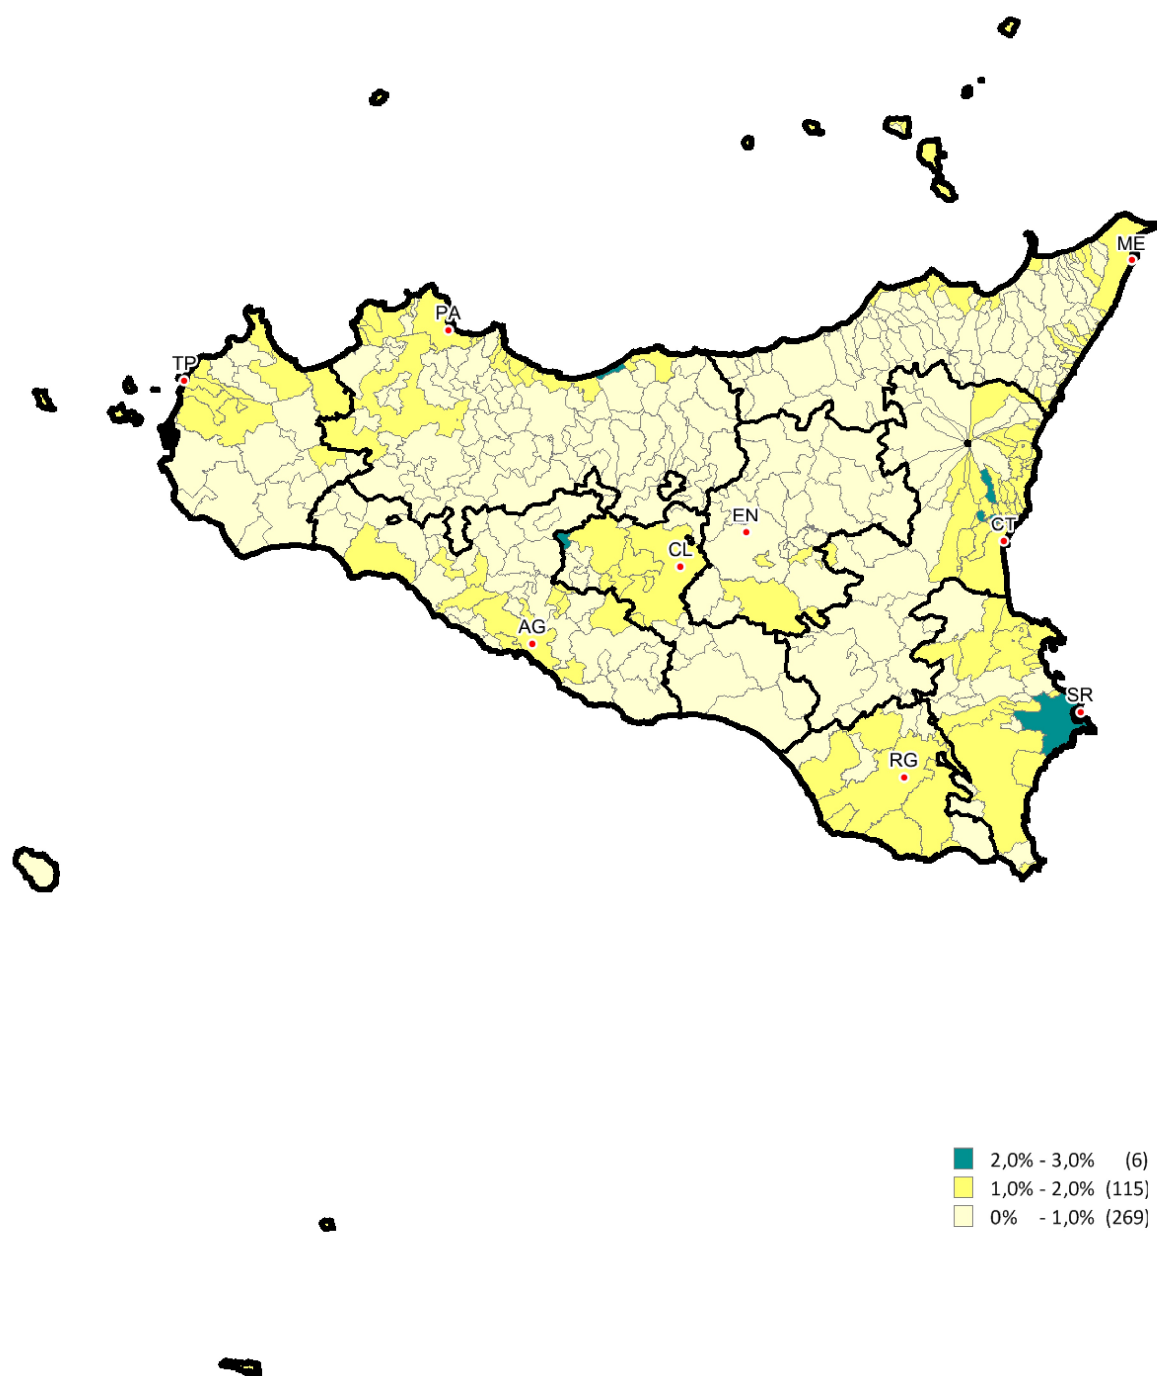 ME
PA
TP
EN
CT
CL
AG
SR
RG
2,0% - 3,0% (6)
1,0% - 2,0% (115)
0% - 1,0% (269)